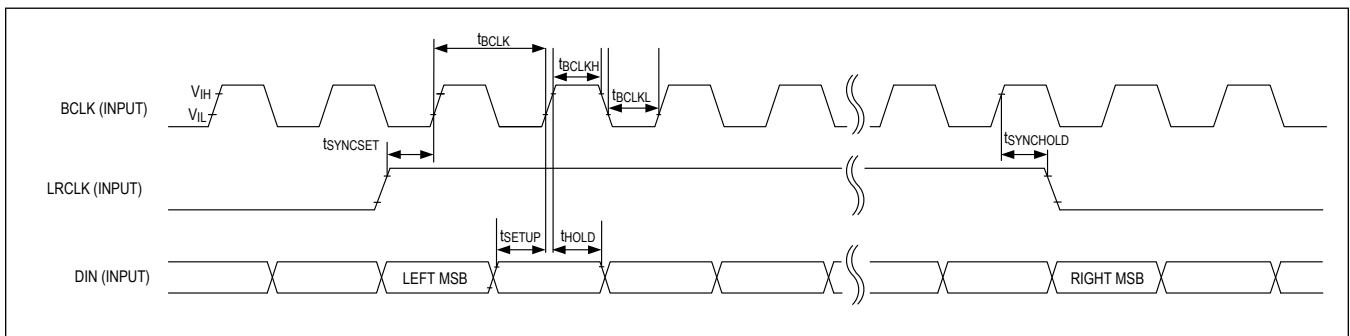 tBCLK
tBCLKH
tBCLKL
VIH
VIL
BCLK (INPUT)
tSYNCSET
tSYNCHOLD
LRCLK (INPUT)
tSETUP
tHOLD
DIN (INPUT)
LEFT MSB
RIGHT MSB